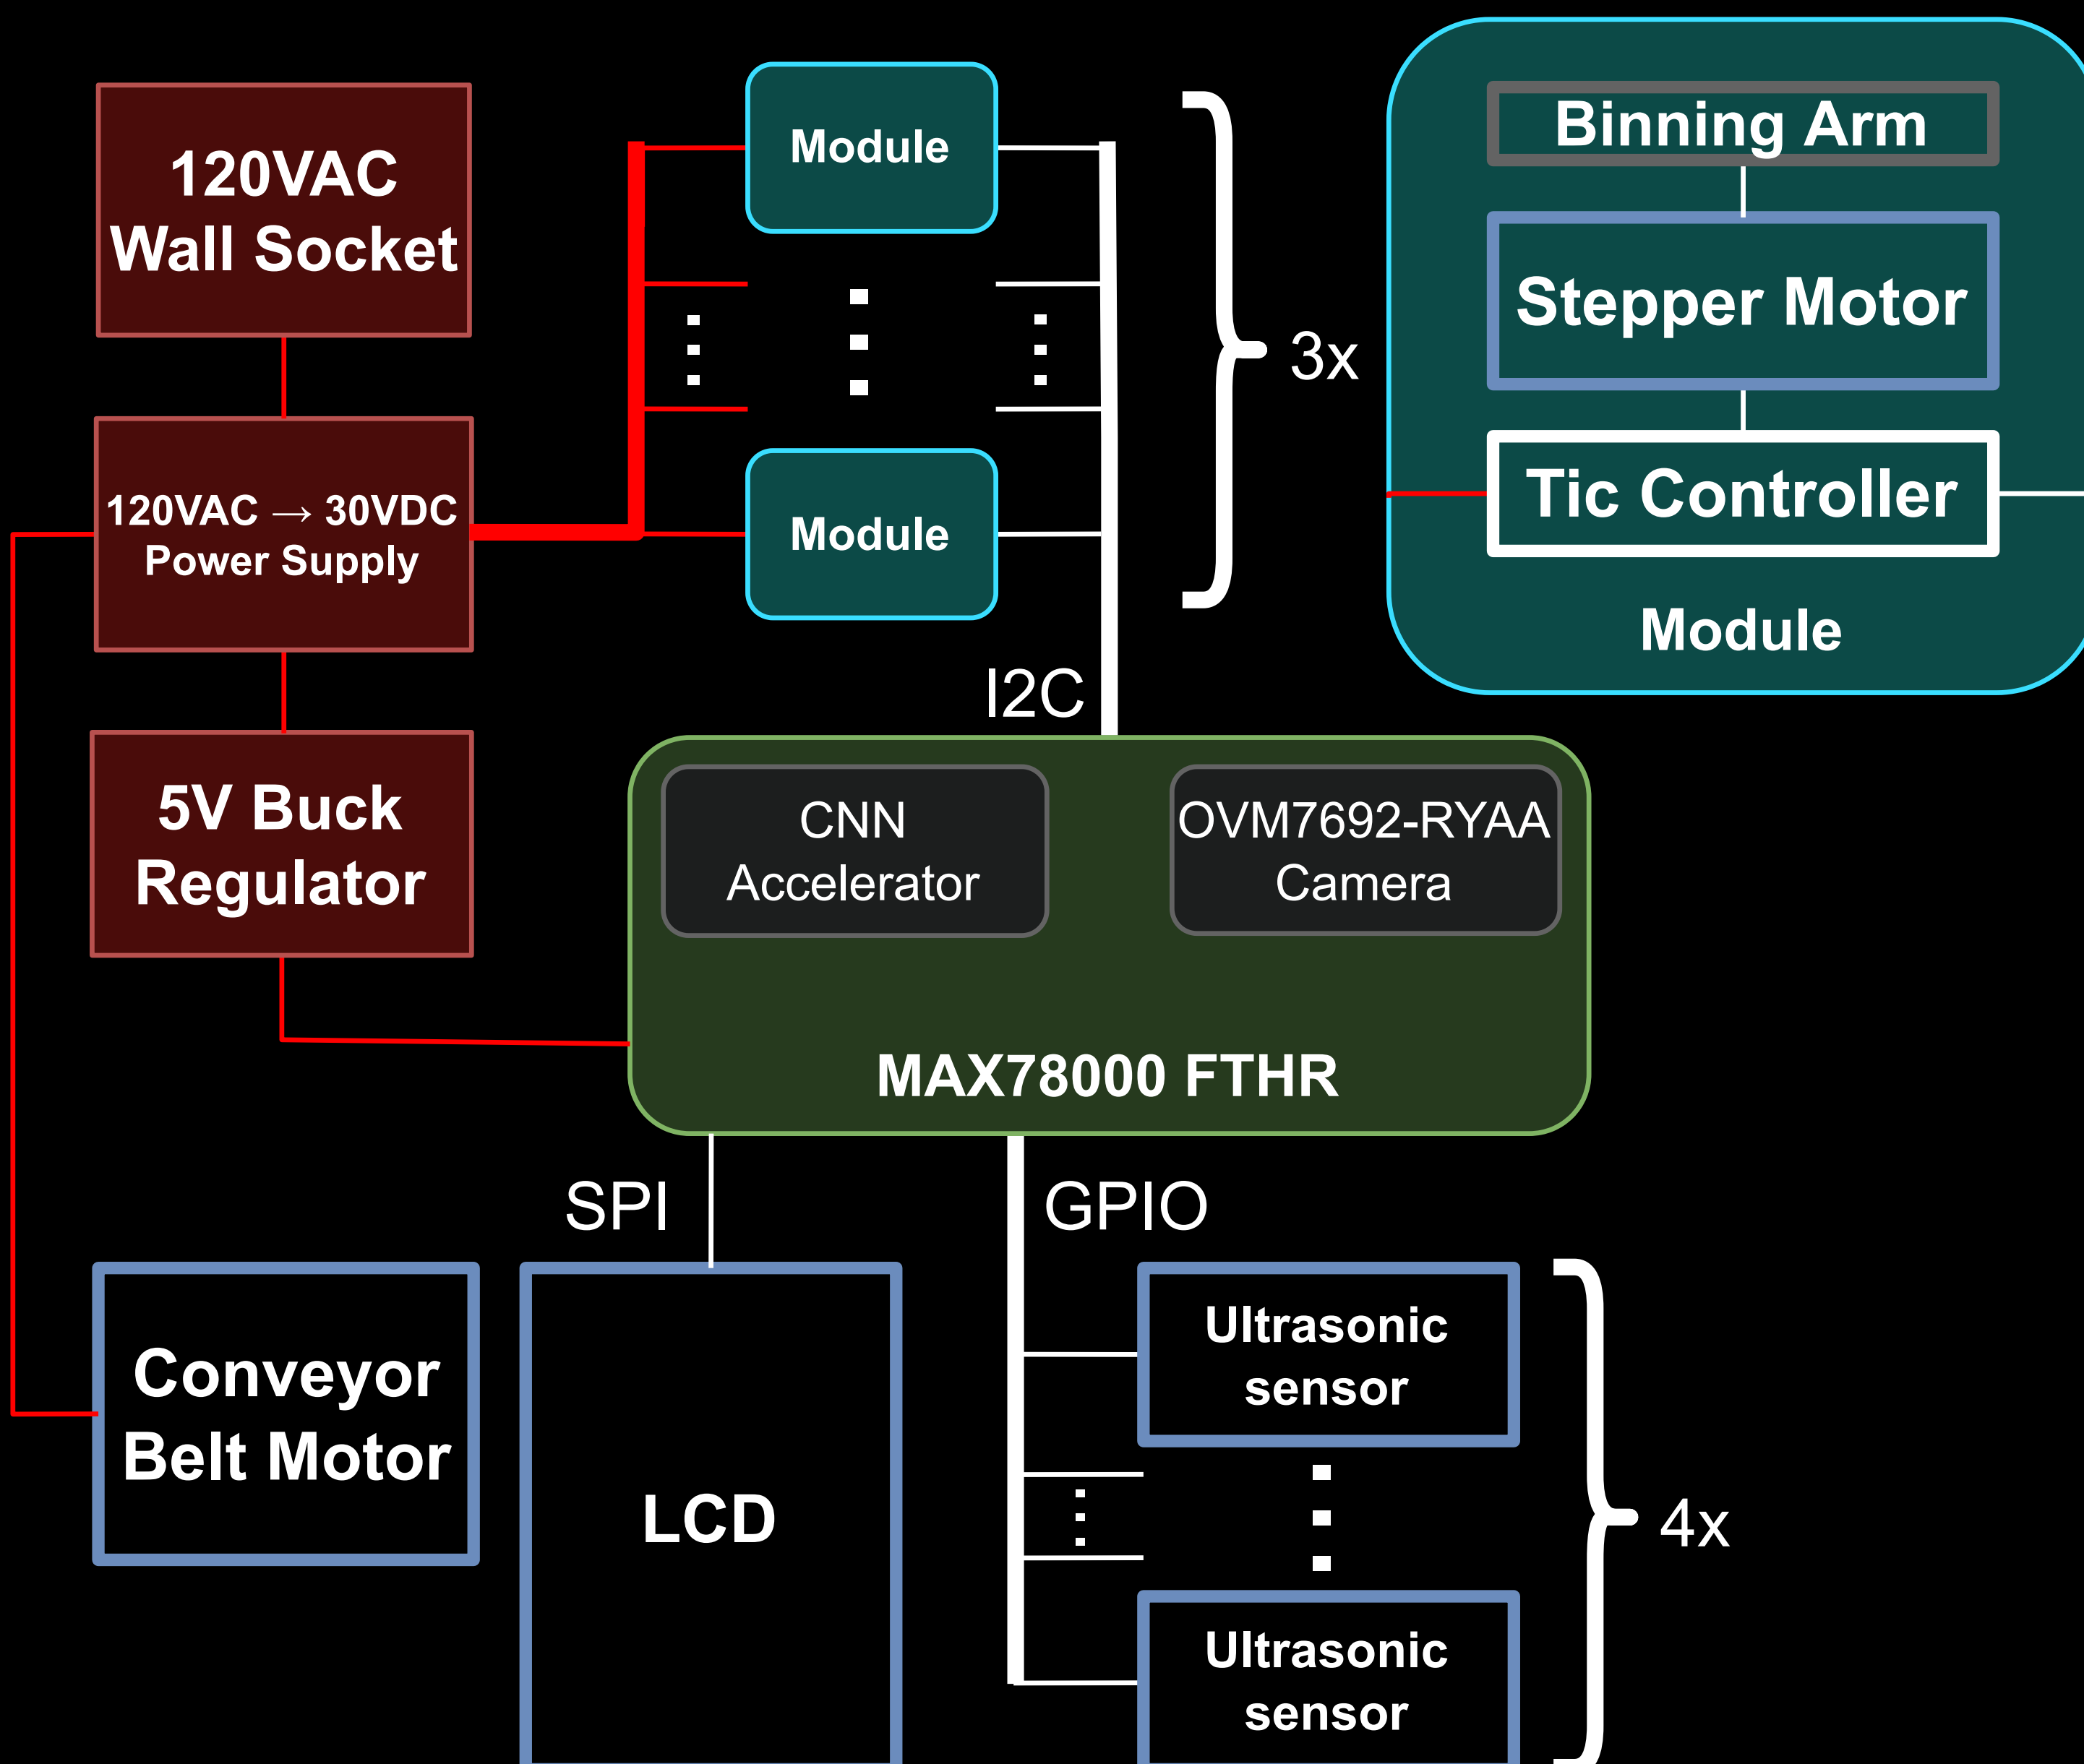 120VAC
Wall Socket
120VAC → 30VDC
Power Supply
5V Buck
Regulator
Module
Module
3x
I2C
Binning Arm
Stepper Motor
Tic Controller
Module
CNN
Accelerator
OVM7692-RYAA
Camera
MAX78000 FTHR
SPI
GPIO
Conveyor
Belt Motor
LCD
Ultrasonic
sensor
Ultrasonic
sensor
4x